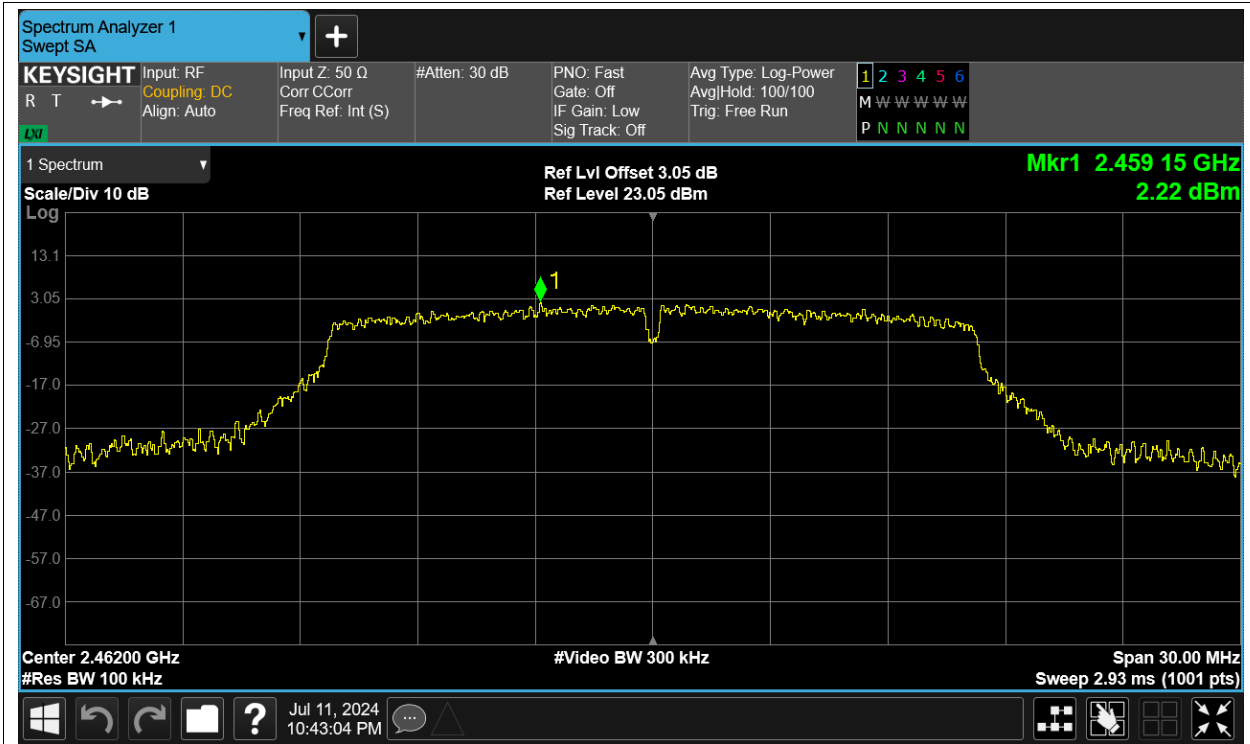 Spectrum Analyzer 1
Swept SA
+
KEYSIGHT
R T
LXI
Input: RF
Coupling: DC
Align: Auto
Input Z: 50 Ω
Corr CCorr
Freq Ref: Int (S)
#Atten: 30 dB
PNO: Fast
Gate: Off
IF Gain: Low
Sig Track: Off
Avg Type: Log-Power
Avg|Hold: 100/100
Trig: Free Run
1 2 3 4 5 6
M W W W W W
P N N N N N
1 Spectrum
Scale/Div 10 dB
Log
Ref Lvl Offset 3.05 dB
Ref Level 23.05 dBm
Mkr1 2.459 15 GHz
2.22 dBm
13.1
3.05
-6.95
-17.0
-27.0
-37.0
-47.0
-57.0
-67.0
1
Center 2.46200 GHz
#Res BW 100 kHz
#Video BW 300 kHz
Span 30.00 MHz
Sweep 2.93 ms (1001 pts)
?
Jul 11, 2024
10:43:04 PM